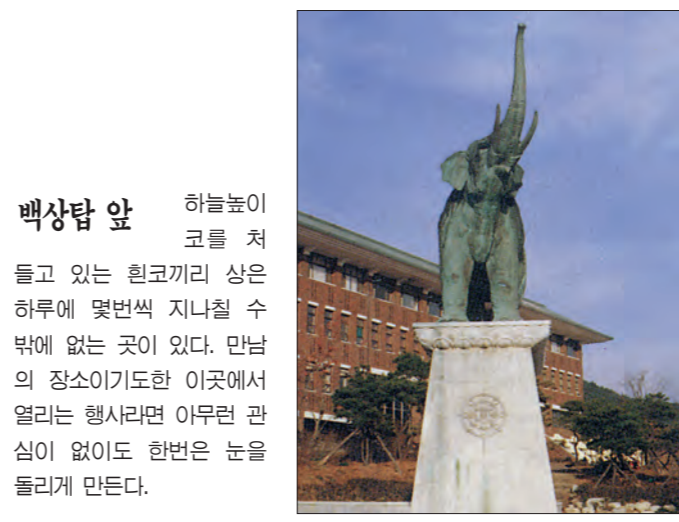 백상탑 앞
하늘높이
코를 처
들고 있는 흰코끼리 상은
하루에 몇번씩 지나칠 수
밖에 없는 곳이 있다. 만남
의 장소이기도한 이곳에서
열리는 행사라면 아무런 관
심이 없이도 한번은 눈을
돌리게 만든다.